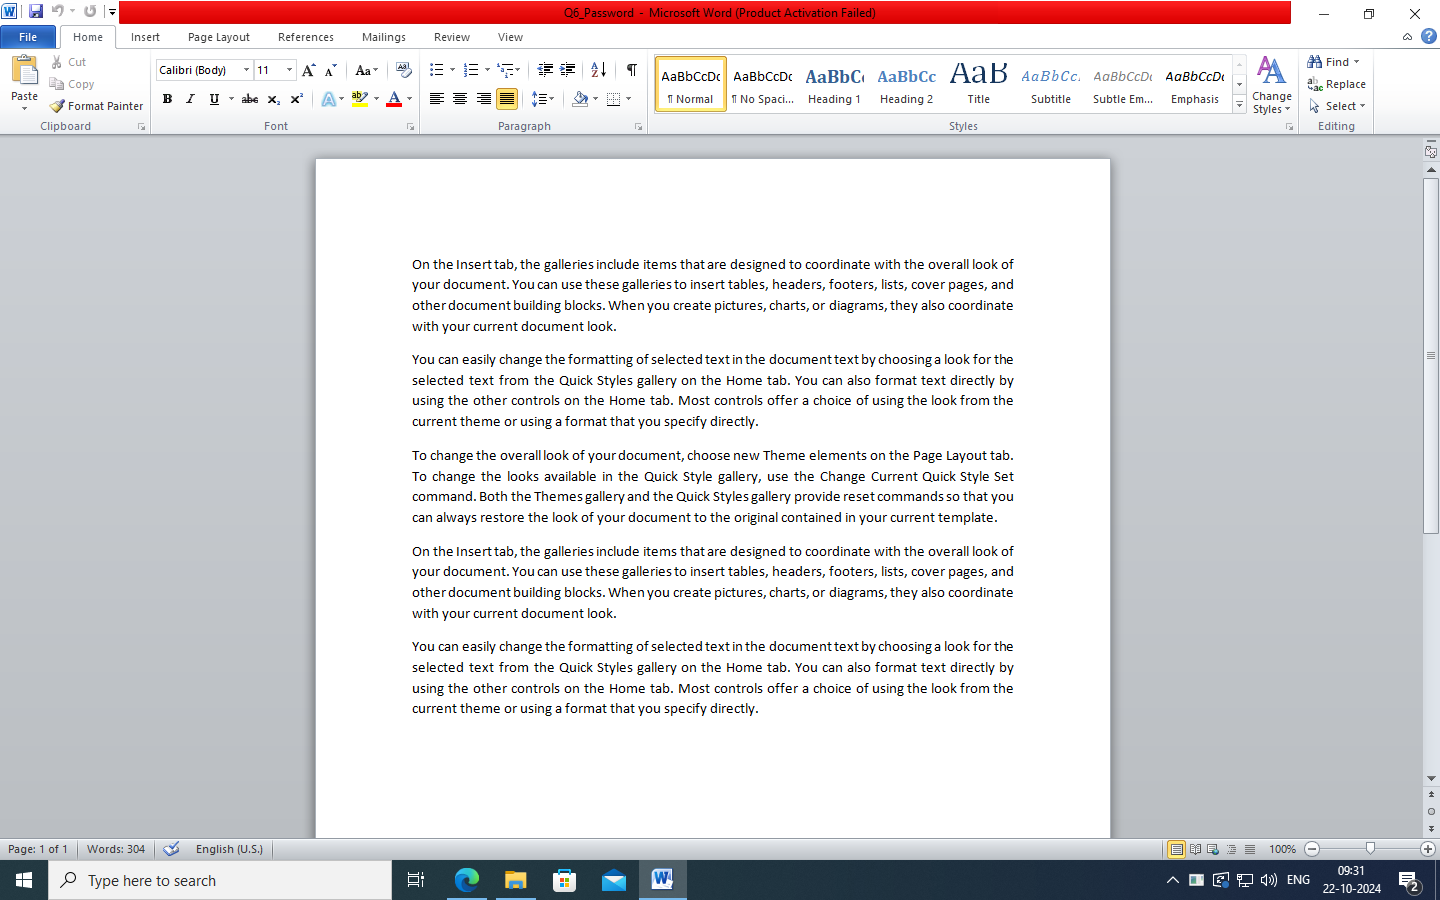 Q6_Password - Microsoft Word (Product Activation Failed)
File Home Insert Page Layout References Mailings Review View
Paste
Cut
Copy
Format Painter
Clipboard
Calibri (Body) 11
Font
Paragraph
AaBbCcDc AaBbCcDc AaBbCc AaBbCc AaB AaBbCc. AaBbCcDc AaBbCcDc
¶ Normal ¶ No Spaci... Heading 1 Heading 2 Title Subtitle Subtle Em... Emphasis
Styles
Change Styles
Find
Replace
Select
Editing
On the Insert tab, the galleries include items that are designed to coordinate with the overall look of
your document. You can use these galleries to insert tables, headers, footers, lists, cover pages, and
other document building blocks. When you create pictures, charts, or diagrams, they also coordinate
with your current document look.
You can easily change the formatting of selected text in the document text by choosing a look for the
selected text from the Quick Styles gallery on the Home tab. You can also format text directly by
using the other controls on the Home tab. Most controls offer a choice of using the look from the
current theme or using a format that you specify directly.
To change the overall look of your document, choose new Theme elements on the Page Layout tab.
To change the looks available in the Quick Style gallery, use the Change Current Quick Style Set
command. Both the Themes gallery and the Quick Styles gallery provide reset commands so that you
can always restore the look of your document to the original contained in your current template.
On the Insert tab, the galleries include items that are designed to coordinate with the overall look of
your document. You can use these galleries to insert tables, headers, footers, lists, cover pages, and
other document building blocks. When you create pictures, charts, or diagrams, they also coordinate
with your current document look.
You can easily change the formatting of selected text in the document text by choosing a look for the
selected text from the Quick Styles gallery on the Home tab. You can also format text directly by
using the other controls on the Home tab. Most controls offer a choice of using the look from the
current theme or using a format that you specify directly.
Page: 1 of 1 Words: 304 English (U.S.) 100%
Type here to search
ENG
09:31
22-10-2024
2